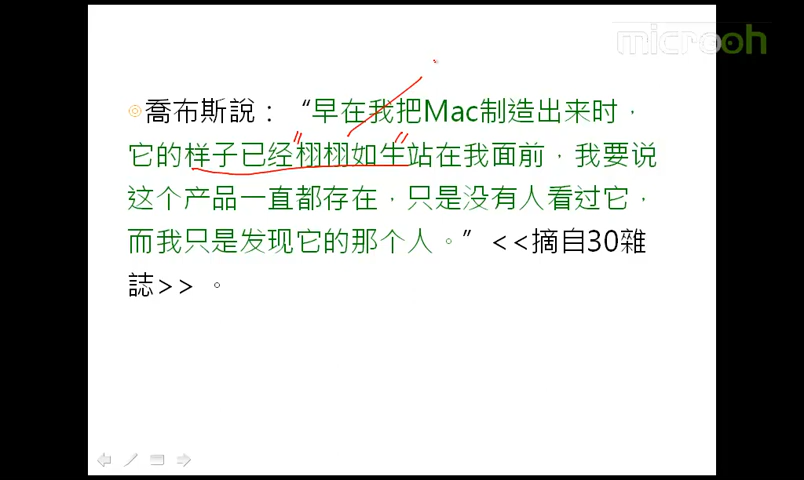 microoh
喬布斯說：“早在我把Mac制造出来时，
它的样子已经栩栩如生站在我面前，我要说
这个产品一直都存在，只是没有人看过它，
而我只是发现它的那个人。”<<摘自30雜
誌>> 。